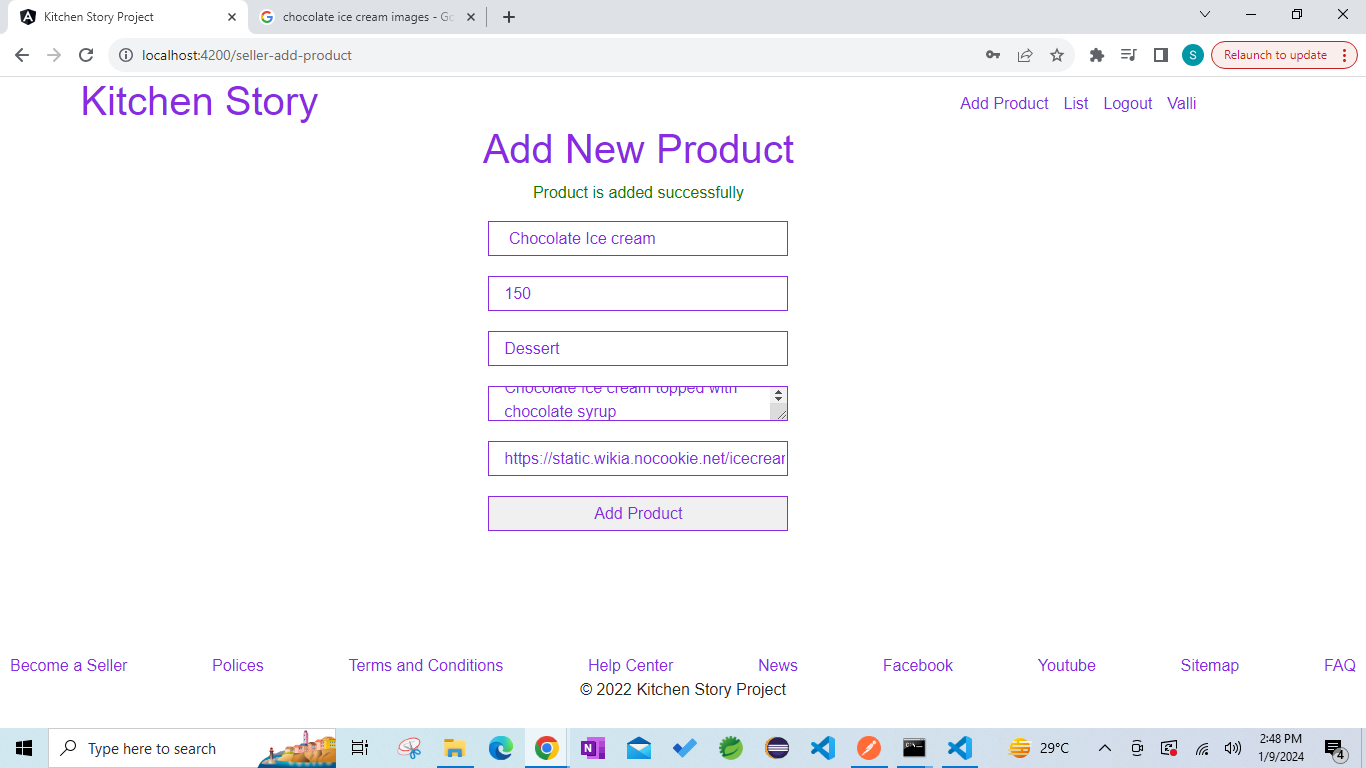 Kitchen Story Project
chocolate ice cream images - Go
localhost:4200/seller-add-product
S
Relaunch to update
Kitchen Story
Add Product List Logout Valli
Add New Product
Product is added successfully
Chocolate Ice cream
150
Dessert
Chocolate Ice cream topped with
chocolate syrup
https://static.wikia.nocookie.net/icecrear
Add Product
Become a Seller Polices Terms and Conditions Help Center News Facebook Youtube Sitemap FAQ
© 2022 Kitchen Story Project
Type here to search
29°C
2:48 PM
1/9/2024
4